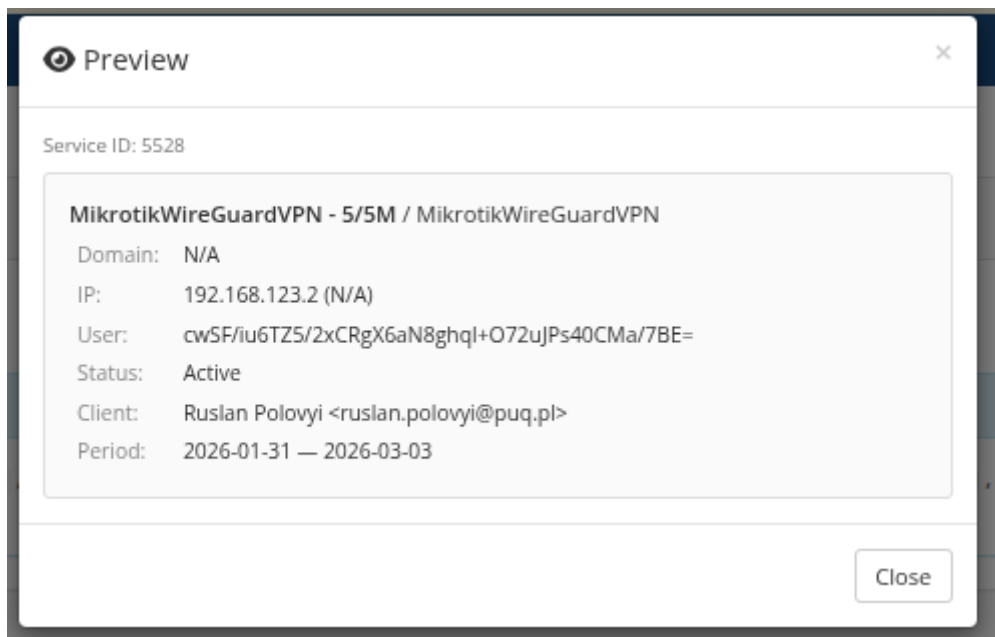 Preview
×
Service ID: 5528
MikrotikWireGuardVPN - 5/5M / MikrotikWireGuardVPN
Domain: N/A
IP: 192.168.123.2 (N/A)
User: cwSF/iu6TZ5/2xCRgX6aN8ghqI+O72uJPs40CMa/7BE=
Status: Active
Client: Ruslan Polovyi <ruslan.polovyi@puq.pl>
Period: 2026-01-31 — 2026-03-03
Close